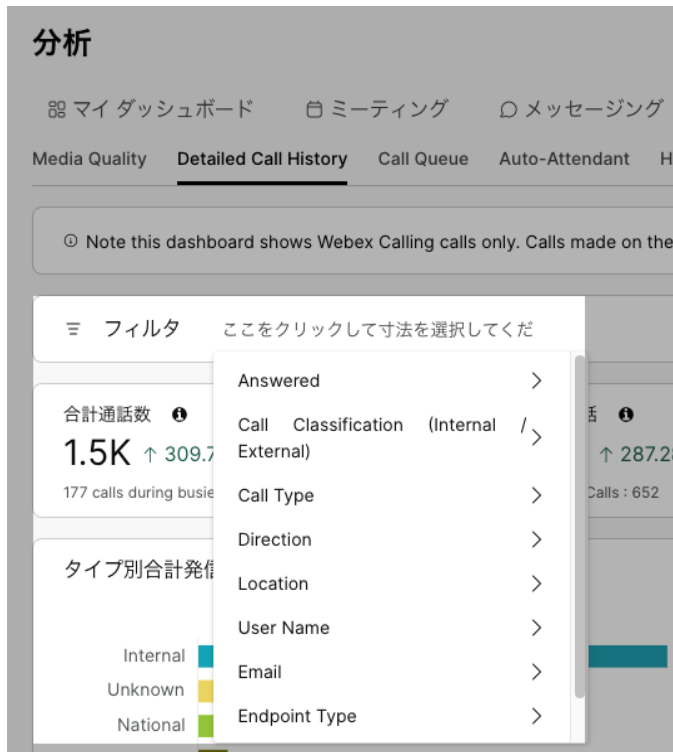 分析
マイ ダッシュボード ミーティング メッセージング
Media Quality Detailed Call History Call Queue Auto-Attendant H
Note this dashboard shows Webex Calling calls only. Calls made on the
フィルタ ここをクリックして寸法を選択してくだ
Answered
Call Classification (Internal /
External)
Call Type
Direction
Location
User Name
Email
Endpoint Type
合計通話数 話
1.5K ↑ 309.7 ↑ 287.28
177 calls during busie Calls : 652
タイプ別合計発信
Internal
Unknown
National